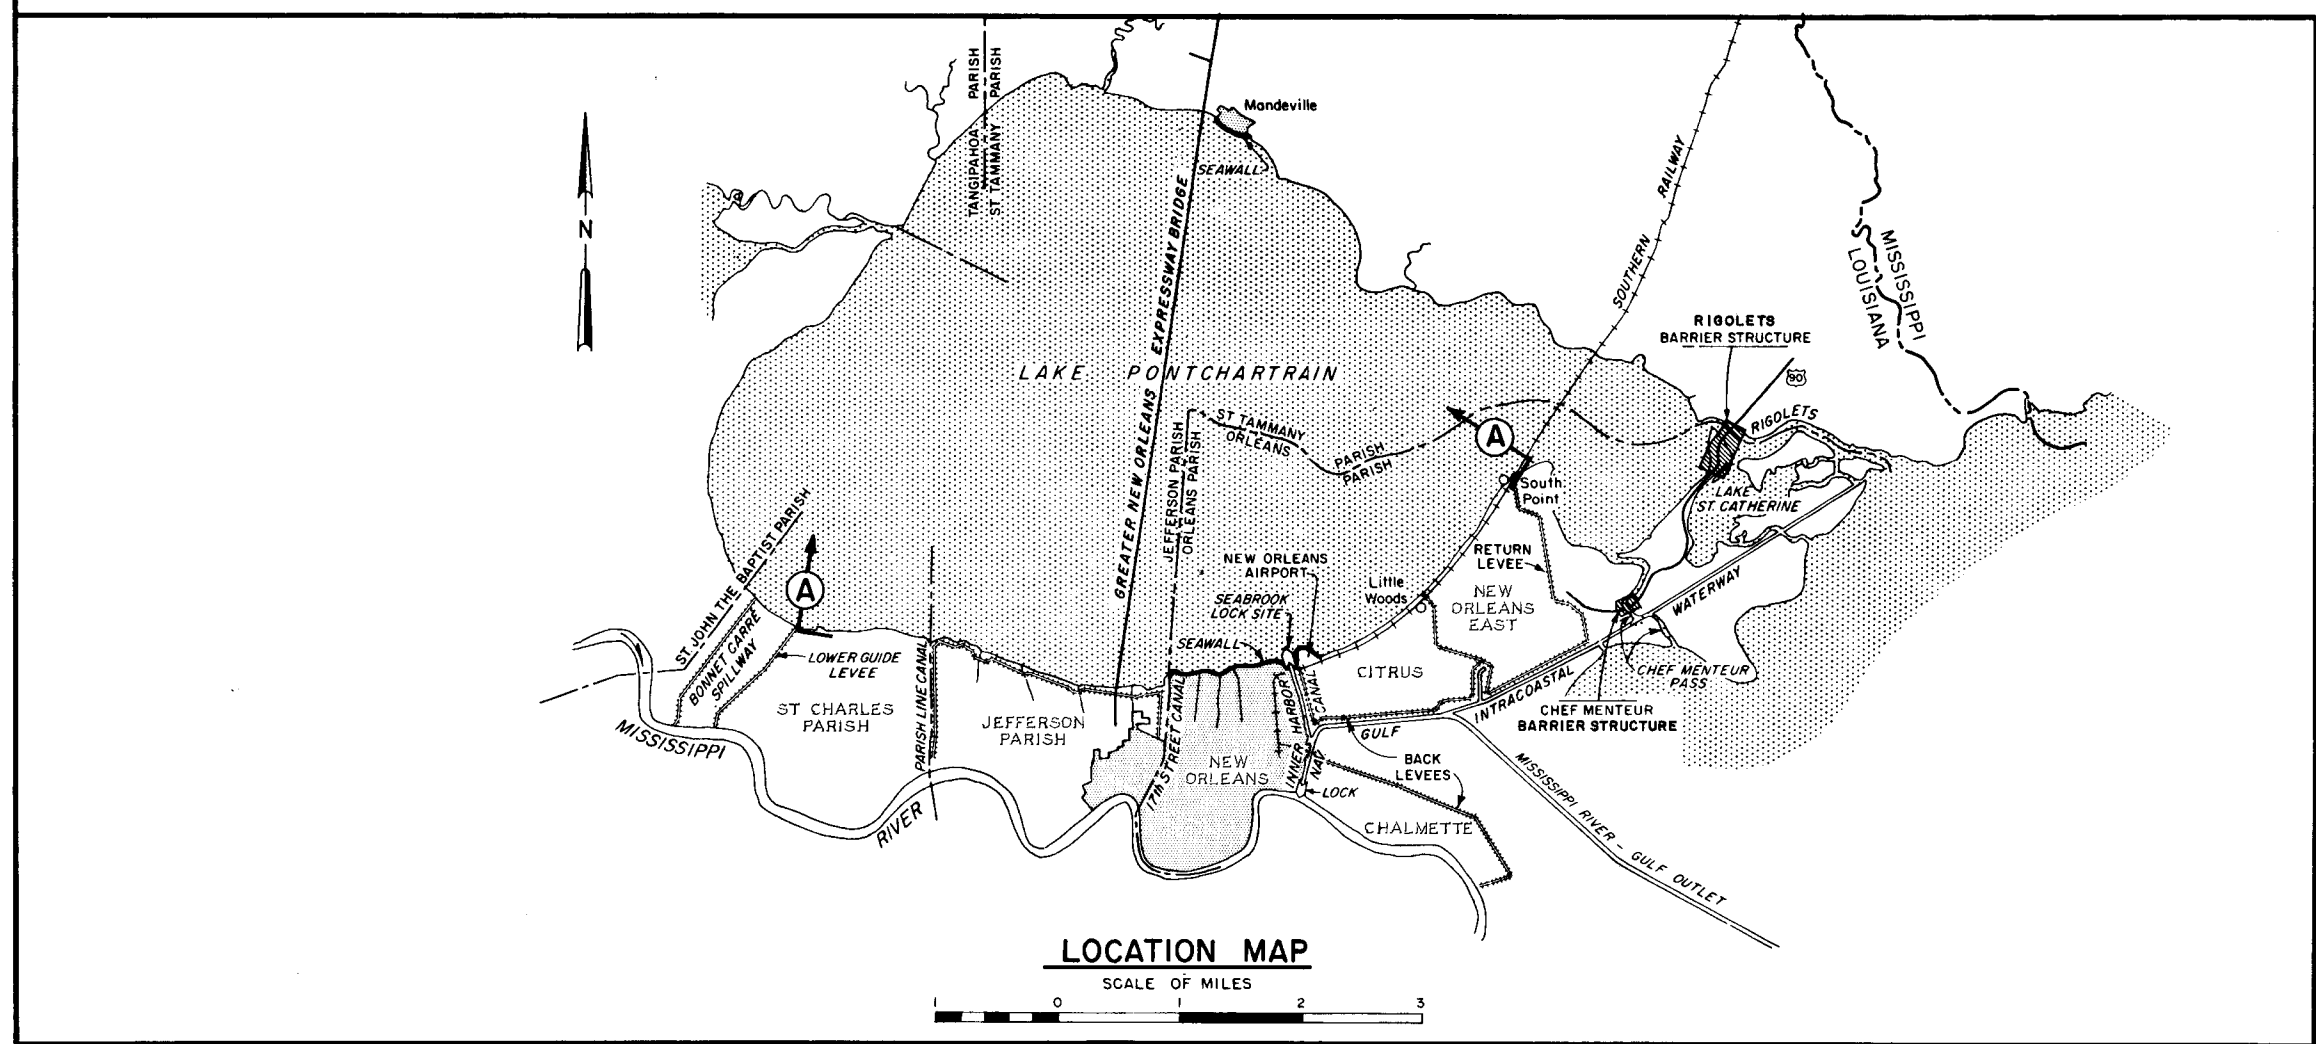 TANGIPAHOA PARISH
ST TAMMANY PARISH
Mandeville
SEAWALL
N
GREATER NEW ORLEANS EXPRESSWAY BRIDGE
SOUTHERN RAILWAY
MISSISSIPPI
LOUISIANA
RIGOLETS
BARRIER STRUCTURE
90
RIGOLETS
LAKE PONTCHARTRAIN
ST TAMMANY PARISH
ORLEANS PARISH
JEFFERSON PARISH
ORLEANS PARISH
A
South
Point
LAKE
ST. CATHERINE
ST. JOHN THE BAPTIST PARISH
A
BONNET CARRE
SPILLWAY
LOWER GUIDE
LEVEE
NEW ORLEANS
AIRPORT
SEABROOK
LOCK SITE
SEAWALL
Little
Woods
RETURN
LEVEE
NEW
ORLEANS
EAST
CITRUS
WATERWAY
INTRACOASTAL
GULF
CHEF MENTEUR
PASS
CHEF MENTEUR
BARRIER STRUCTURE
ST CHARLES
PARISH
PARISH LINE CANAL
JEFFERSON
PARISH
17th STREET CANAL
NEW
ORLEANS
INNER HARBOR
NAV. CANAL
BACK
LEVEES
LOCK
CHALMETTE
MISSISSIPPI
RIVER
MISSISSIPPI RIVER - GULF OUTLET
LOCATION MAP
SCALE OF MILES
1 0 1 2 3